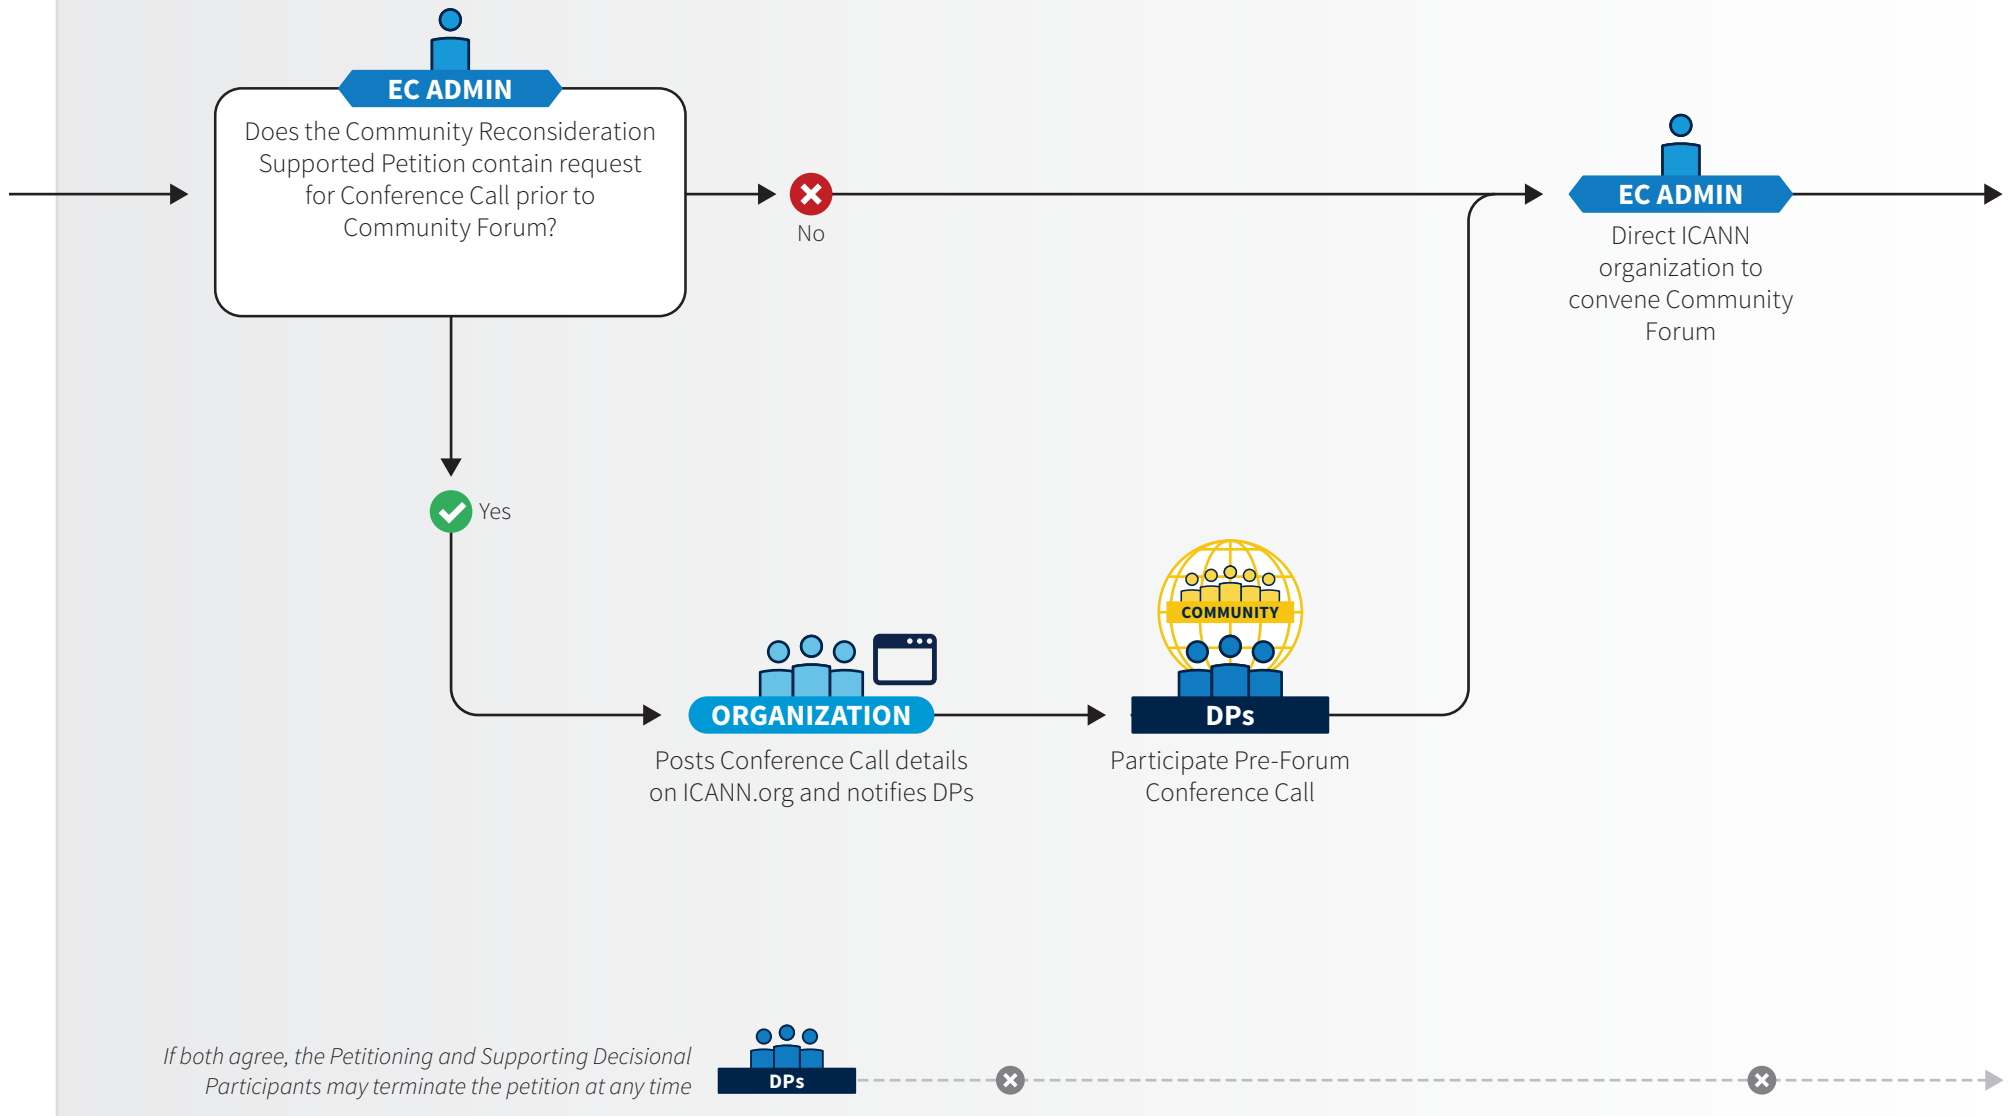 EC ADMIN
Does the Community Reconsideration
Supported Petition contain request
for Conference Call prior to
Community Forum?
No
EC ADMIN
Direct ICANN
organization to
convene Community
Forum
Yes
ORGANIZATION
Posts Conference Call details
on ICANN.org and notifies DPs
COMMUNITY
DPs
Participate Pre-Forum
Conference Call
If both agree, the Petitioning and Supporting Decisional
Participants may terminate the petition at any time
DPs